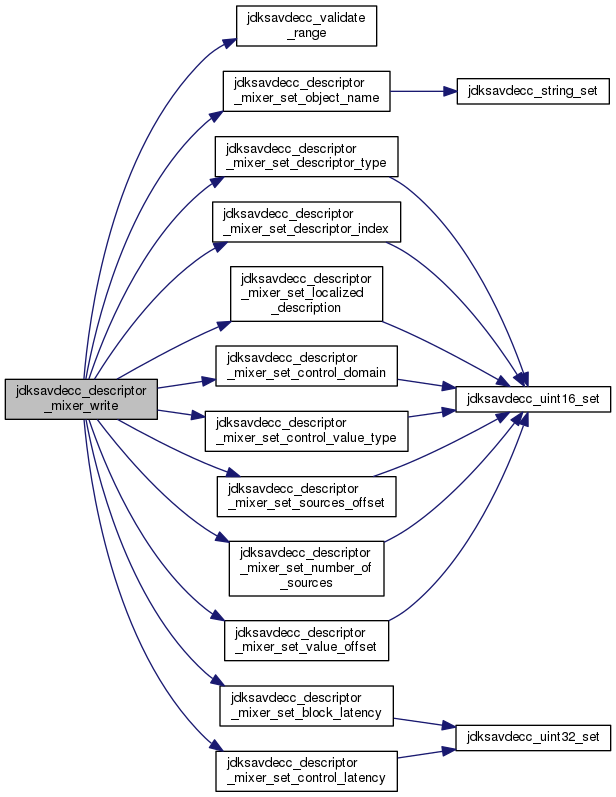 jdksavdecc_validate
_range
jdksavdecc_descriptor
_mixer_set_object_name
jdksavdecc_string_set
jdksavdecc_descriptor
_mixer_set_descriptor_type
jdksavdecc_descriptor
_mixer_set_descriptor_index
jdksavdecc_descriptor
_mixer_set_localized
_description
jdksavdecc_descriptor
_mixer_write
jdksavdecc_descriptor
_mixer_set_control_domain
jdksavdecc_uint16_set
jdksavdecc_descriptor
_mixer_set_control_value_type
jdksavdecc_descriptor
_mixer_set_sources_offset
jdksavdecc_descriptor
_mixer_set_number_of
_sources
jdksavdecc_descriptor
_mixer_set_value_offset
jdksavdecc_descriptor
_mixer_set_block_latency
jdksavdecc_uint32_set
jdksavdecc_descriptor
_mixer_set_control_latency